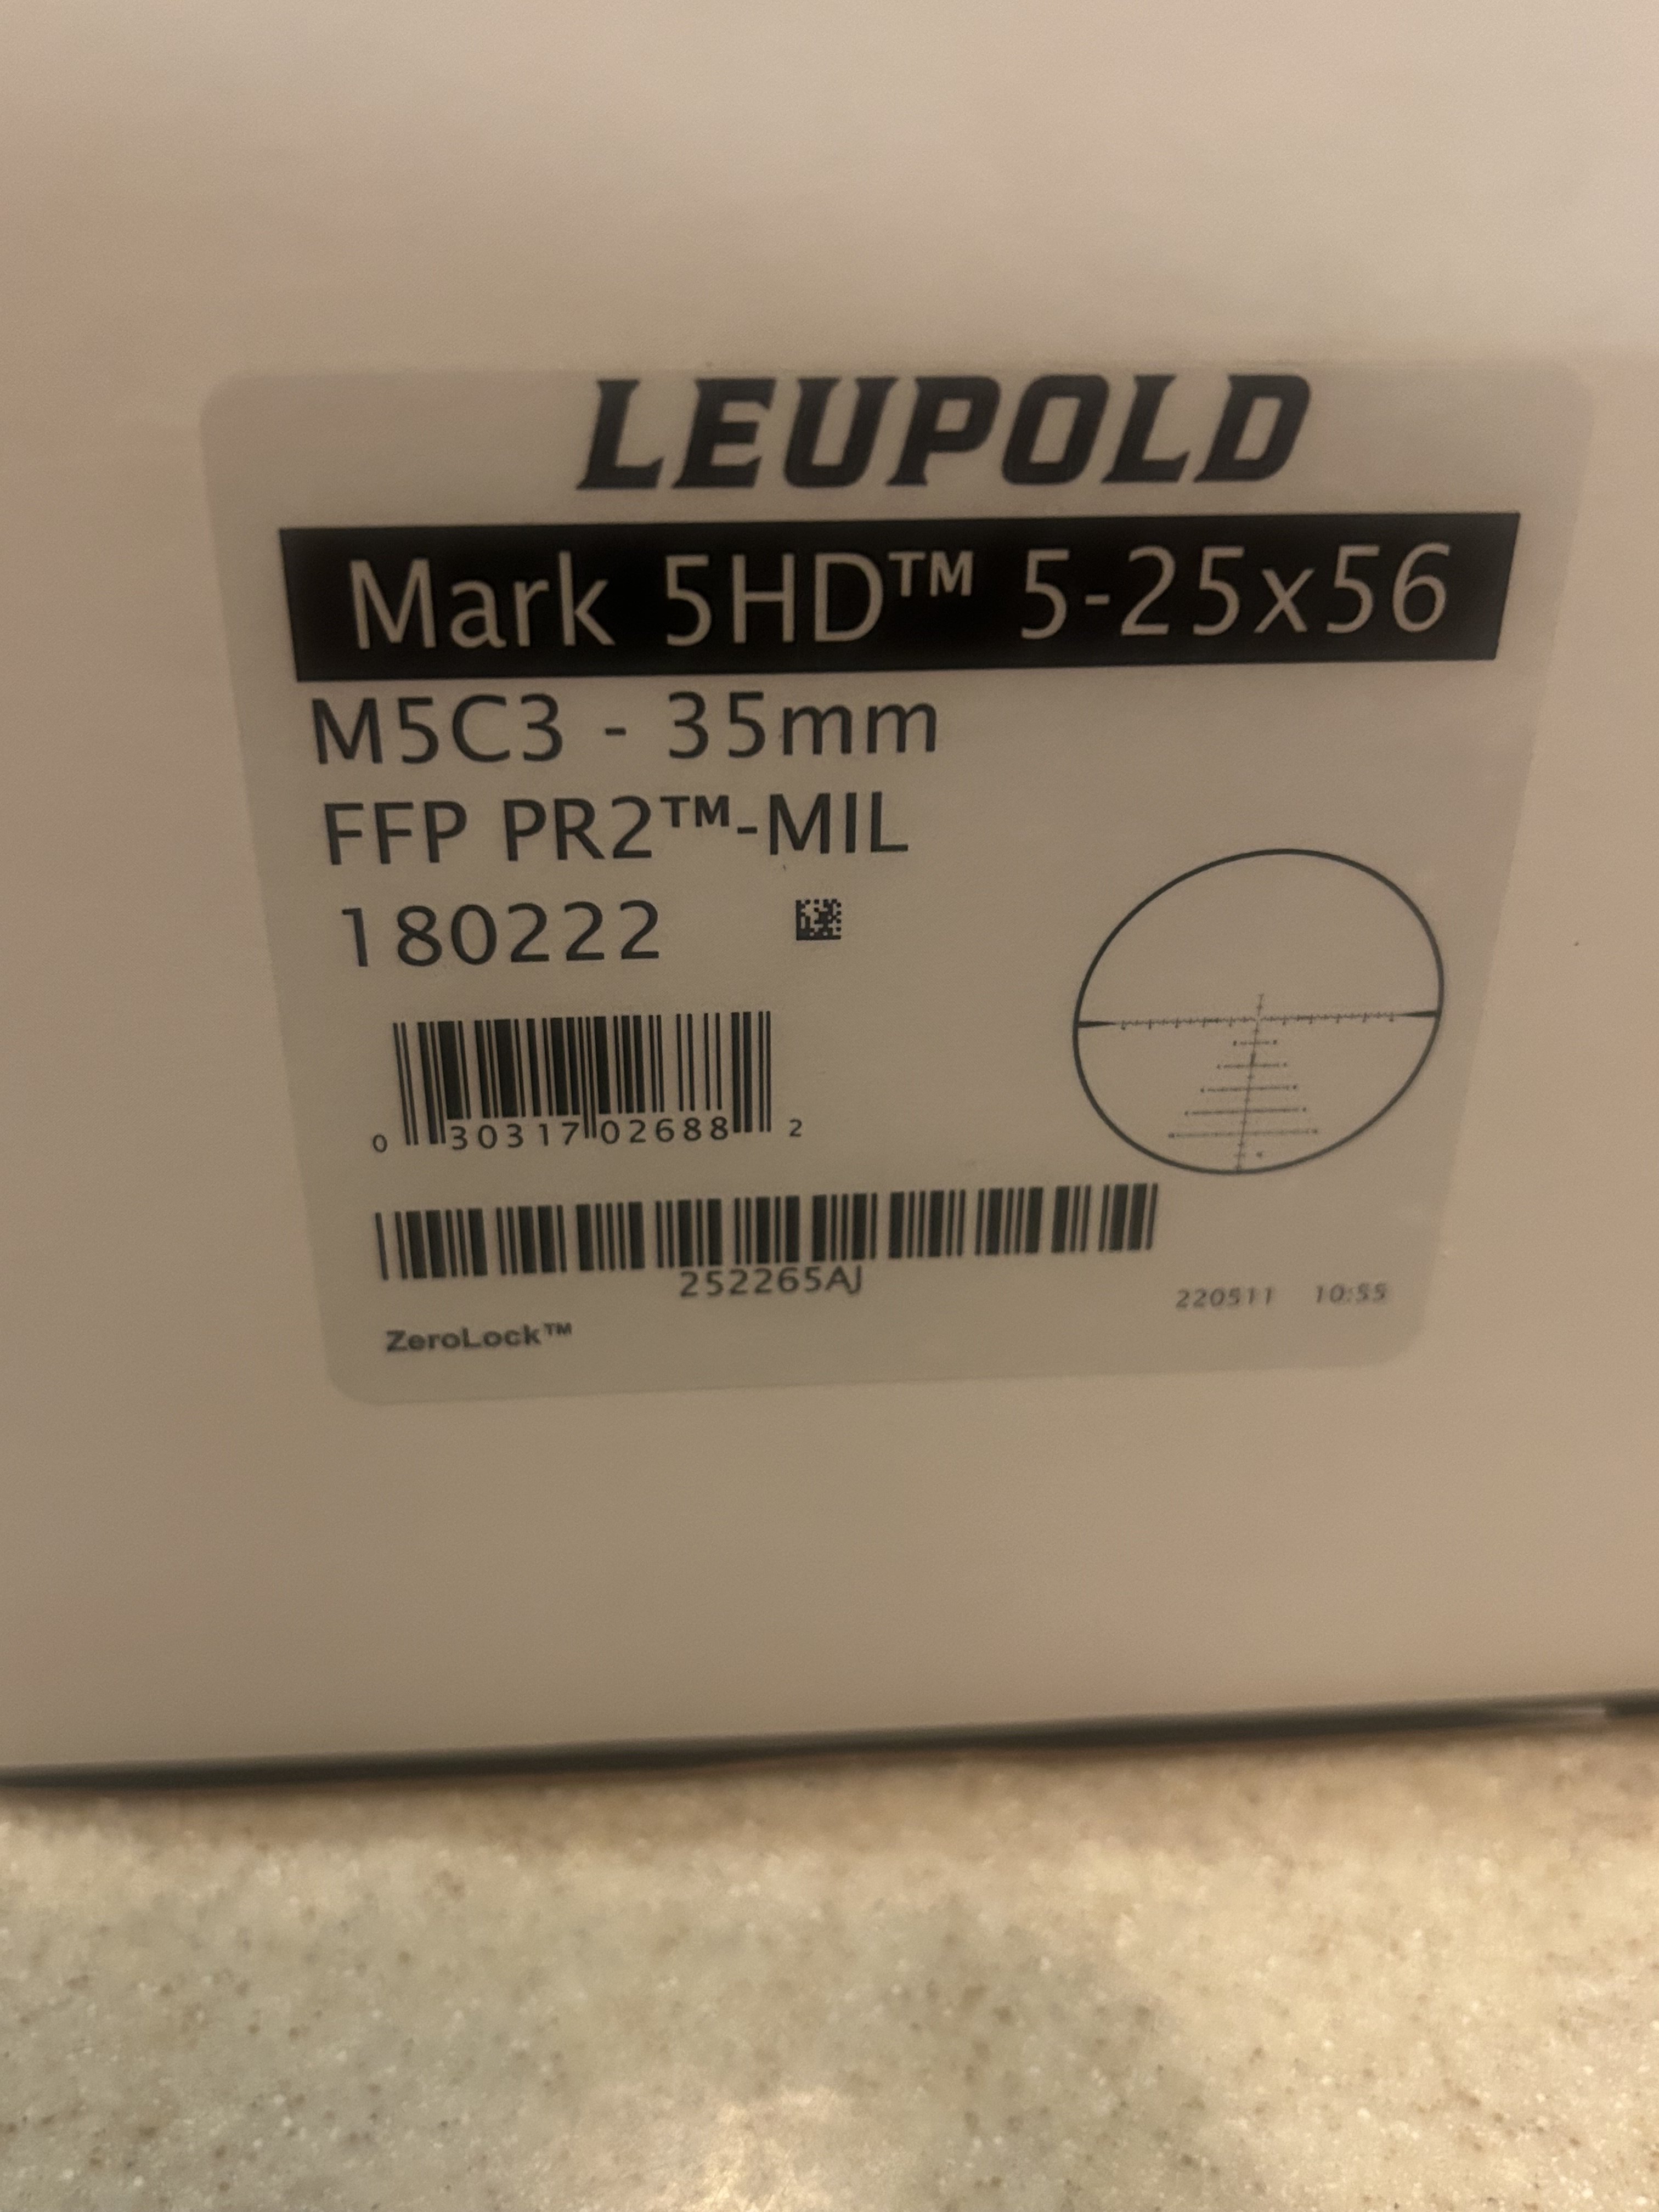 LEUPOLD
Mark 5HD™ 5-25x56
M5C3 - 35mm
FFP PR2™-MIL
180222
0 30317 02688 2
252265AJ
220511 10:55
ZeroLock™